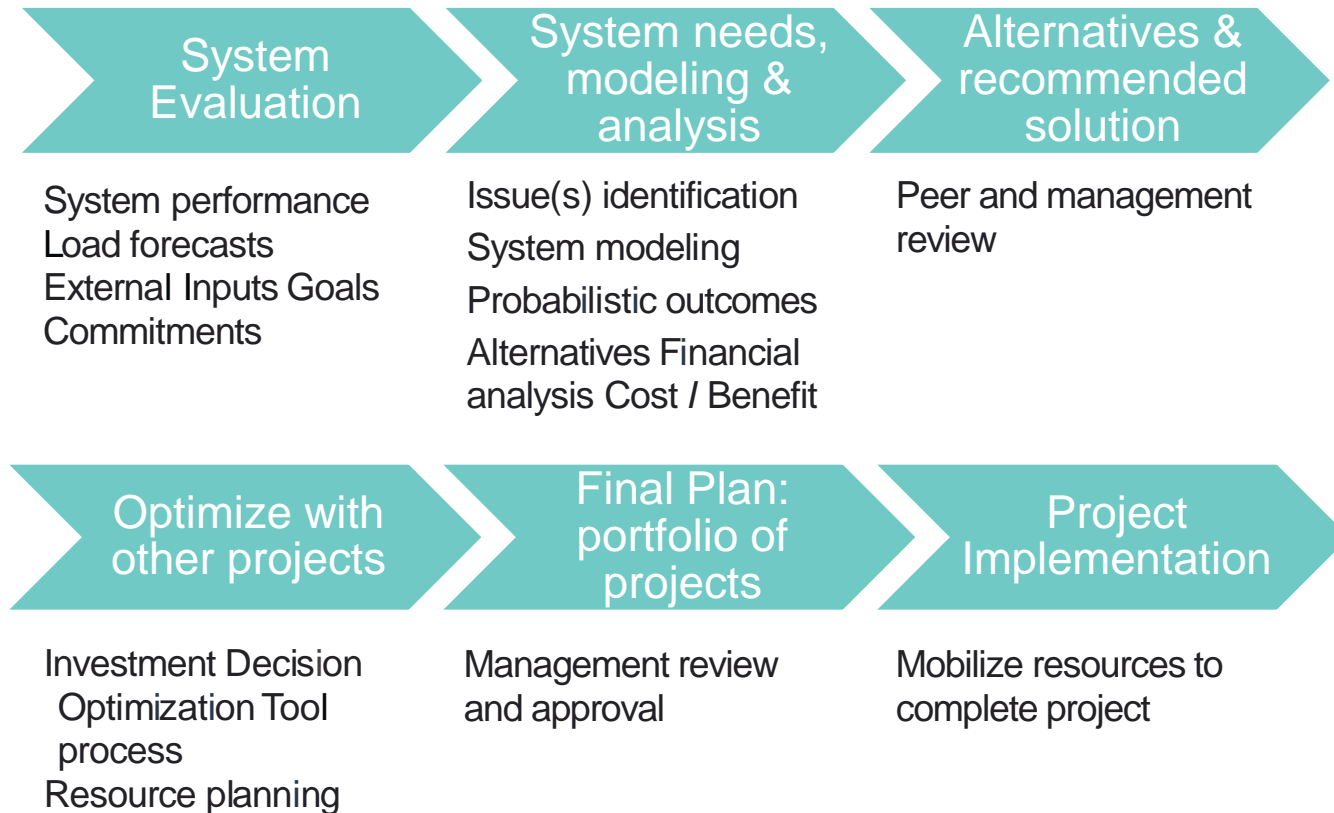 System
Evaluation
System performance
Load forecasts
External Inputs Goals
Commitments
System needs,
modeling &
analysis
Issue(s) identification
System modeling
Probabilistic outcomes
Alternatives Financial
analysis Cost / Benefit
Alternatives &
recommended
solution
Peer and management
review
Optimize with
other projects
Investment Decision
Optimization Tool
process
Resource planning
Final Plan:
portfolio of
projects
Management review
and approval
Project
Implementation
Mobilize resources to
complete project